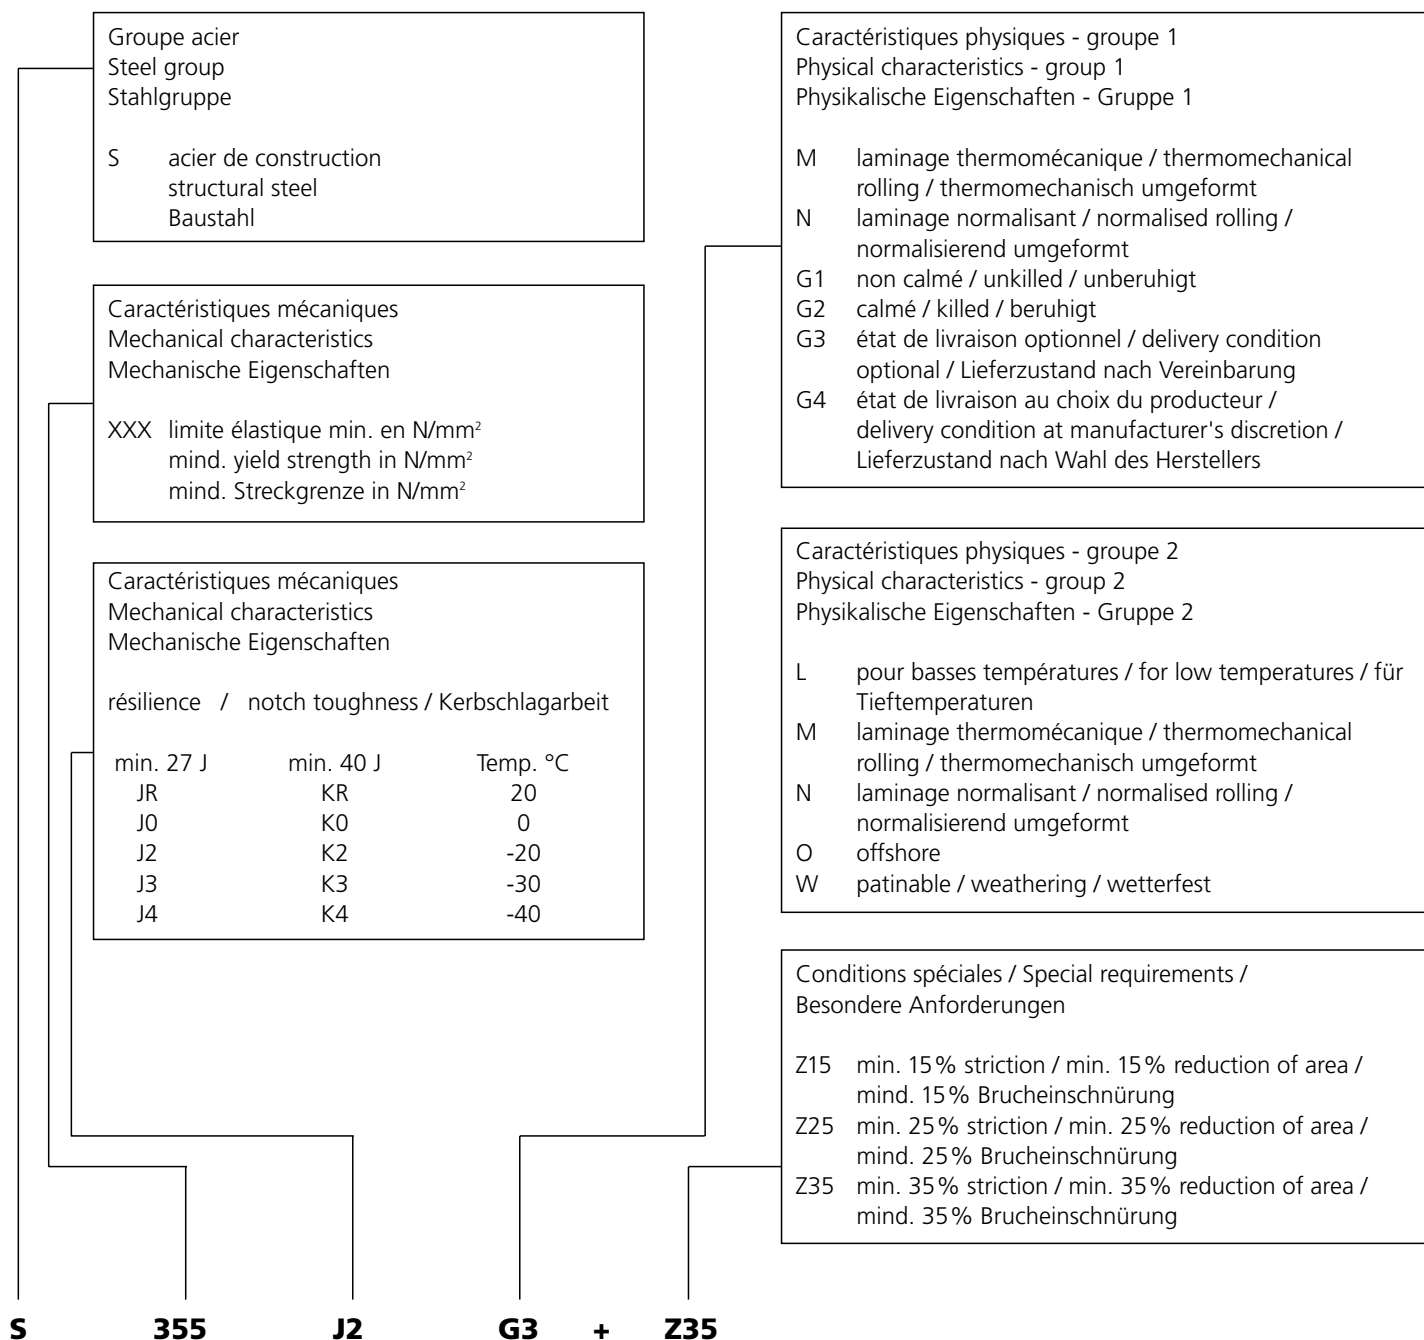 Groupe acier
Steel group
Stahlgruppe
S acier de construction
structural steel
Baustahl
Caractéristiques mécaniques
Mechanical characteristics
Mechanische Eigenschaften
XXX limite élastique min. en N/mm²
mind. yield strength in N/mm²
mind. Streckgrenze in N/mm²
Caractéristiques mécaniques
Mechanical characteristics
Mechanische Eigenschaften
résilience / notch toughness / Kerbschlagarbeit
min. 27 J min. 40 J Temp. °C
JR KR 20
J0 K0 0
J2 K2 -20
J3 K3 -30
J4 K4 -40
Caractéristiques physiques - groupe 1
Physical characteristics - group 1
Physikalische Eigenschaften - Gruppe 1
M laminage thermomécanique / thermomechanical
rolling / thermomechanisch umgeformt
N laminage normalisant / normalised rolling /
normalisierend umgeformt
G1 non calmé / unkilled / unberuhigt
G2 calmé / killed / beruhigt
G3 état de livraison optionnel / delivery condition
optional / Lieferzustand nach Vereinbarung
G4 état de livraison au choix du producteur /
delivery condition at manufacturer's discretion /
Lieferzustand nach Wahl des Herstellers
Caractéristiques physiques - groupe 2
Physical characteristics - group 2
Physikalische Eigenschaften - Gruppe 2
L pour basses températures / for low temperatures / für
Tieftemperaturen
M laminage thermomécanique / thermomechanical
rolling / thermomechanisch umgeformt
N laminage normalisant / normalised rolling /
normalisierend umgeformt
O offshore
W patinable / weathering / wetterfest
Conditions spéciales / Special requirements /
Besondere Anforderungen
Z15 min. 15% striction / min. 15% reduction of area /
mind. 15% Brucheinschnürung
Z25 min. 25% striction / min. 25% reduction of area /
mind. 25% Brucheinschnürung
Z35 min. 35% striction / min. 35% reduction of area /
mind. 35% Brucheinschnürung
S 355 J2 G3 + Z35